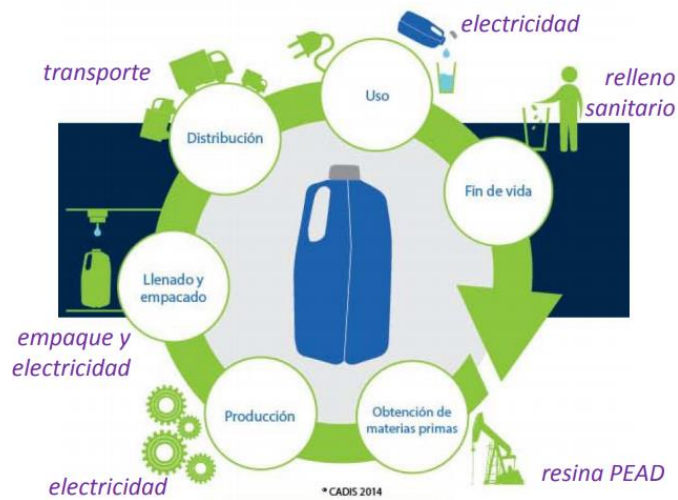 electricidad
transporte
relleno
sanitario
Uso
Distribución
Fin de vida
Llenado y
empacado
empaque y
electricidad
Producción
Obtención de
materias primas
electricidad
resina PEAD
* CADIS 2014